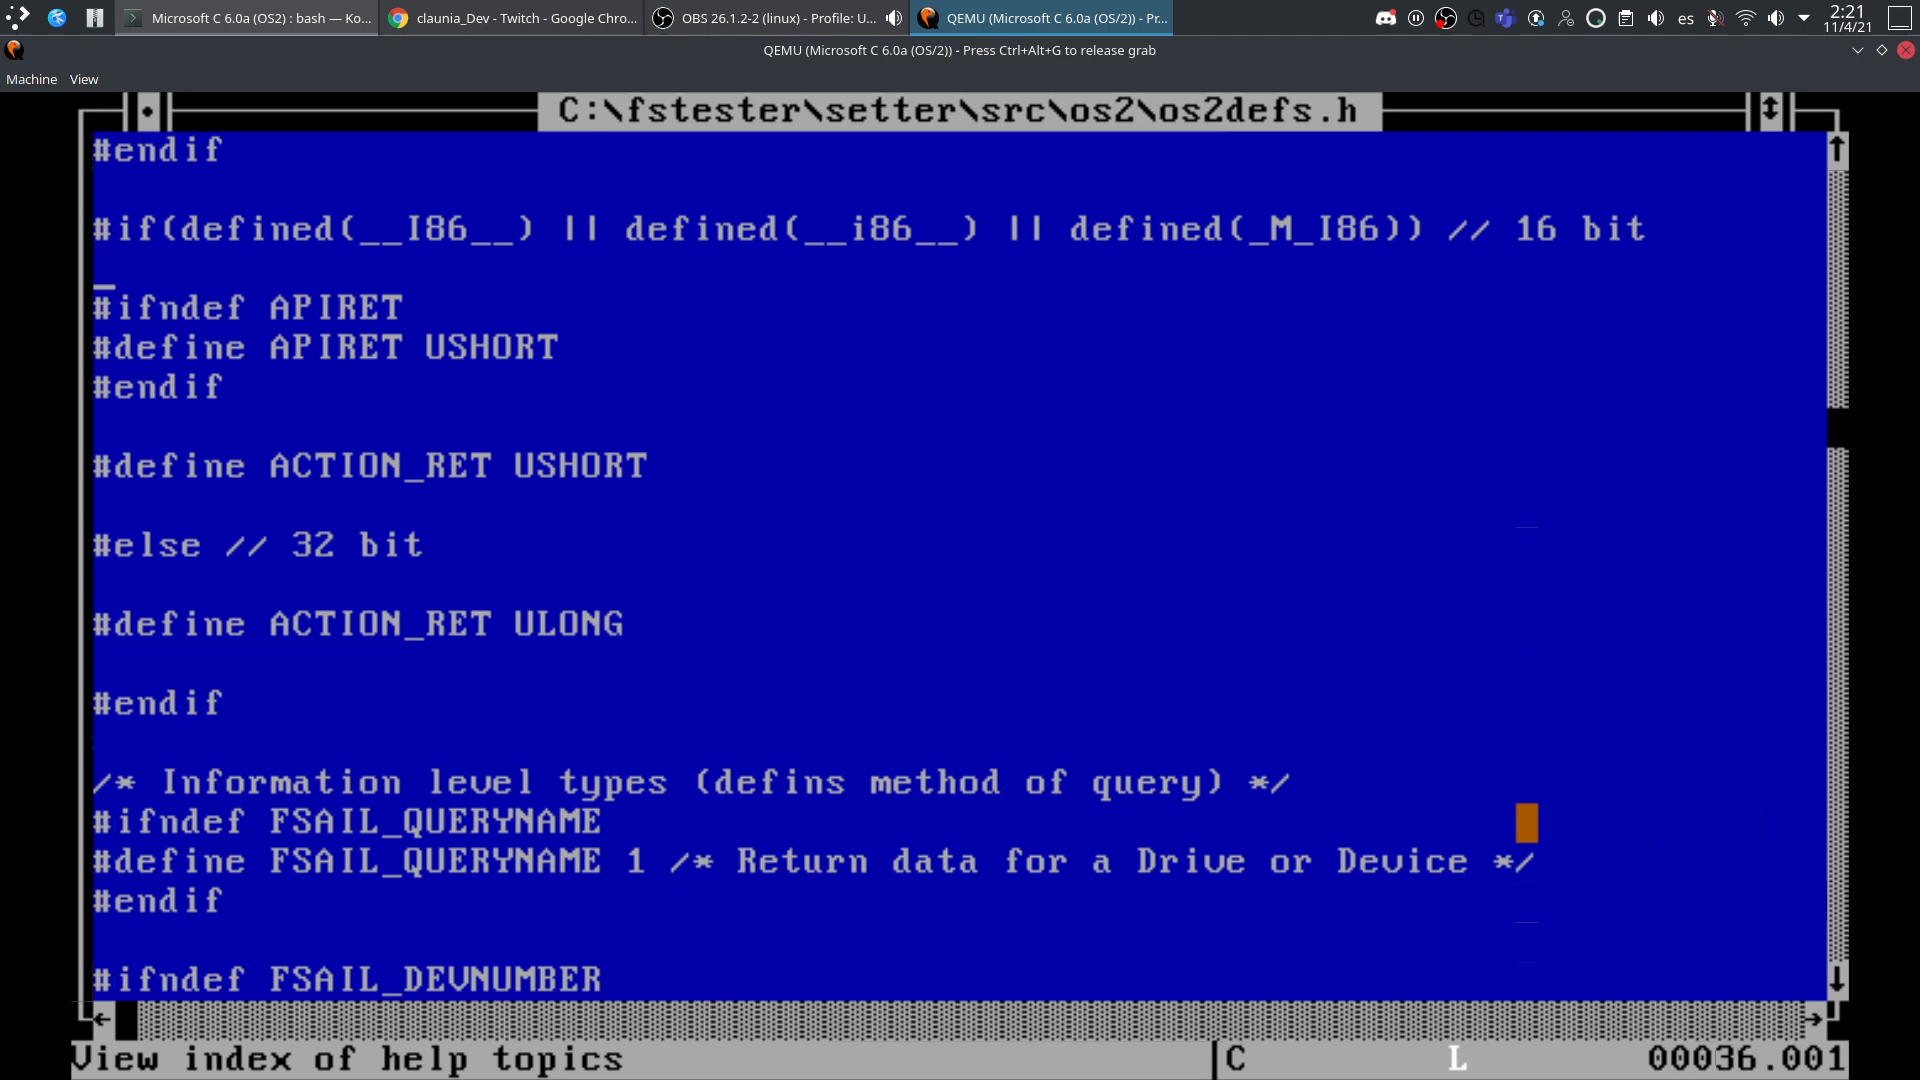 Microsoft C 6.0a (OS2) : bash — Ko...
claunia_Dev - Twitch - Google Chro...
OBS 26.1.2-2 (linux) - Profile: U...
QEMU (Microsoft C 6.0a (OS/2)) - Pr...
es
2:21
11/4/21
QEMU (Microsoft C 6.0a (OS/2)) - Press Ctrl+Alt+G to release grab
Machine View
C:\fstester\setter\src\os2\os2defs.h
#endif
#if(defined(__I86__) || defined(__i86__) || defined(_M_I86)) // 16 bit
#ifndef APIRET
#define APIRET USHORT
#endif
#define ACTION_RET USHORT
#else // 32 bit
#define ACTION_RET ULONG
#endif
/* Information level types (defins method of query) */
#ifndef FSAIL_QUERYNAME
#define FSAIL_QUERYNAME 1 /* Return data for a Drive or Device */
#endif
#ifndef FSAIL_DEVNUMBER
View index of help topics
C L 00036.001